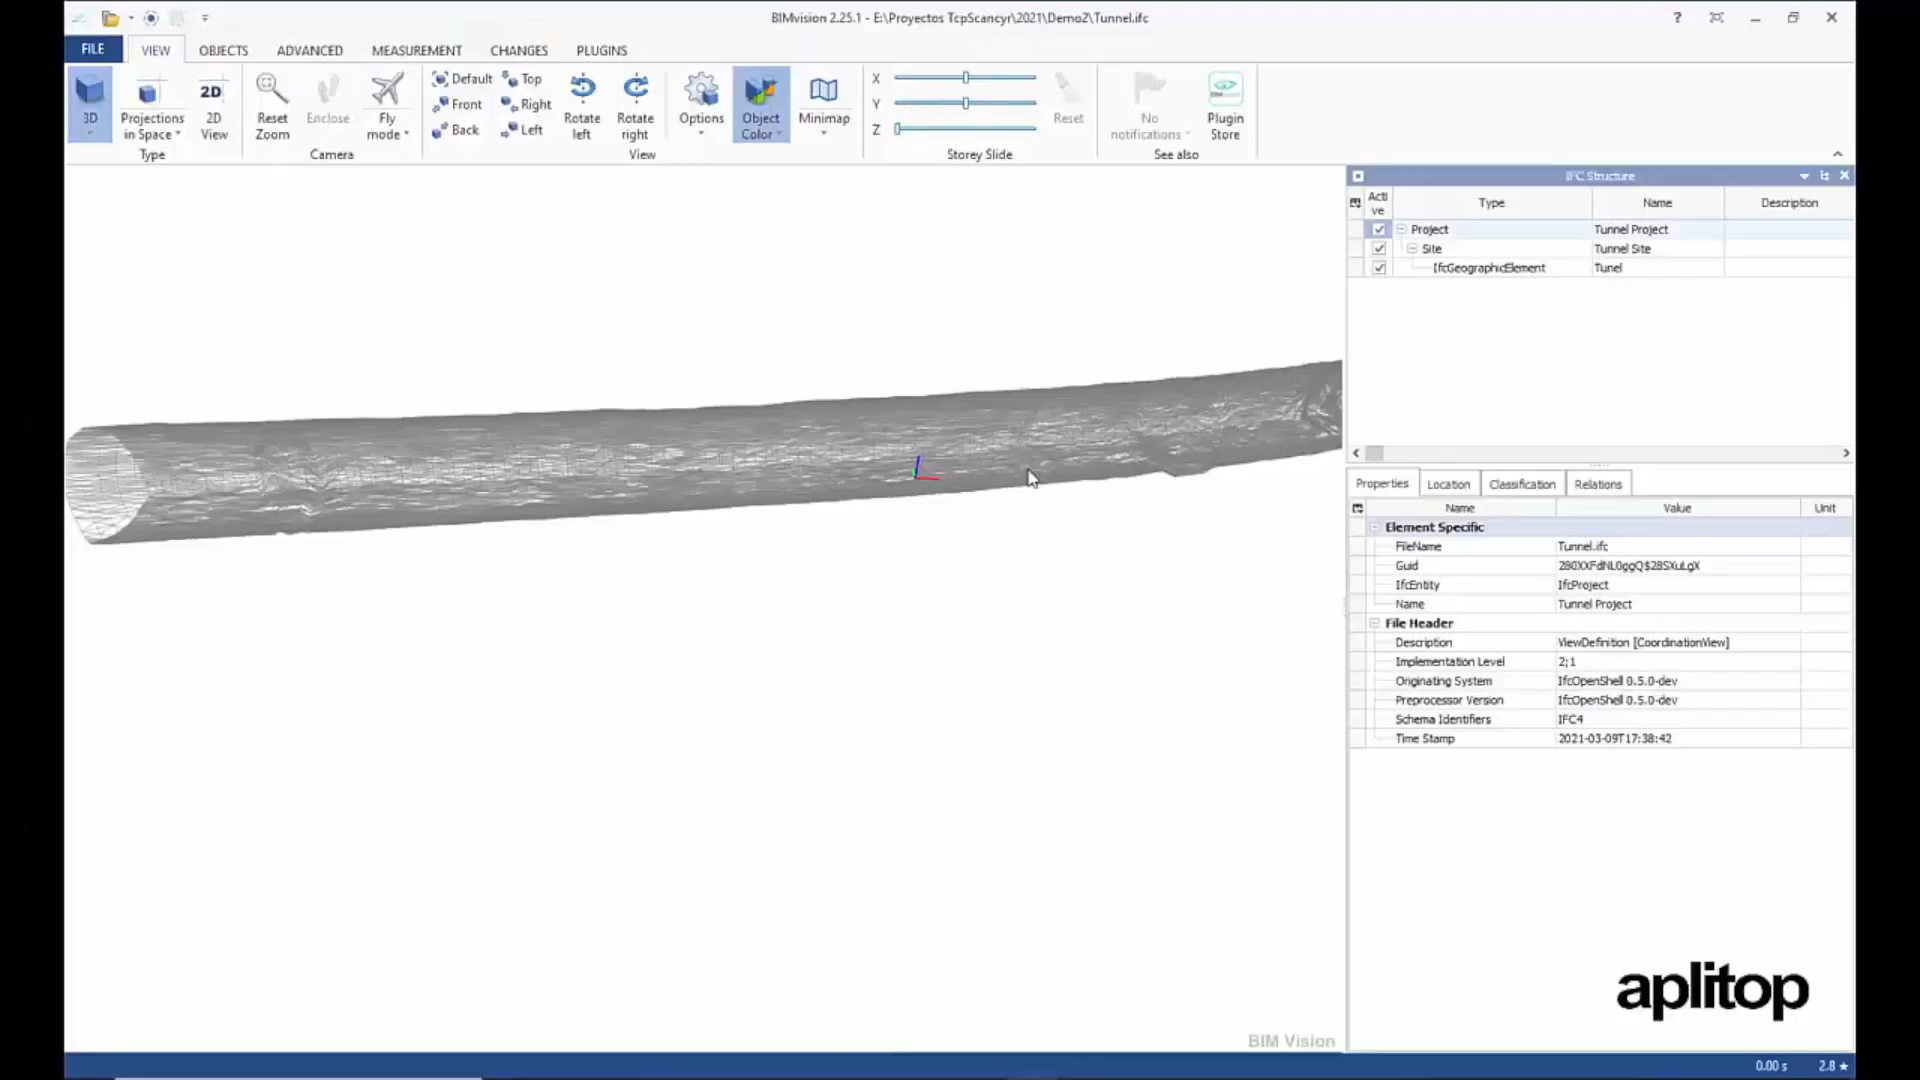 BIMvision 2.25.1 - E:\Proyectos TcpScancyr\2021\Demo2\Tunnel.ifc
?
FILE VIEW OBJECTS ADVANCED MEASUREMENT CHANGES PLUGINS
3D
Projections in Space
2D
2D View
Type
Reset Zoom
Enclose
Fly mode
Camera
Default Top
Front Right
Back Left
Rotate left
Rotate right
View
Options
Object Color
Minimap
X
Y
Z
Reset
Storey Slide
No notifications
Plugin Store
See also
IFC Structure
Active Type Name Description
Project Tunnel Project
Site Tunnel Site
IfcGeographicElement Tunel
Properties Location Classification Relations
Name Value Unit
Element Specific
FileName Tunnel.ifc
Guid 280XXFdNL0ggQ$28SXuLgX
IfcEntity IfcProject
Name Tunnel Project
File Header
Description ViewDefinition [CoordinationView]
Implementation Level 2;1
Originating System IfcOpenShell 0.5.0-dev
Preprocessor Version IfcOpenShell 0.5.0-dev
Schema Identifiers IFC4
Time Stamp 2021-03-09T17:38:42
aplitop
BIM Vision
0.00 s 2.8 ★